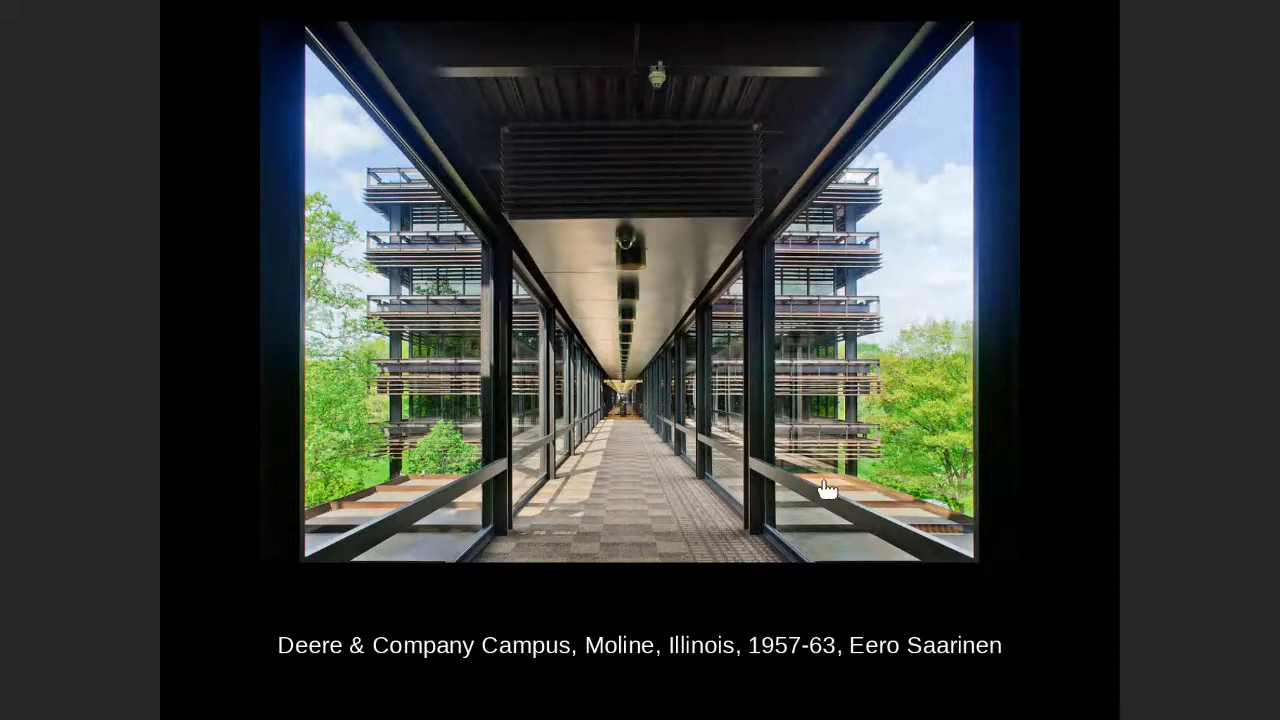 Deere & Company Campus, Moline, Illinois, 1957-63, Eero Saarinen